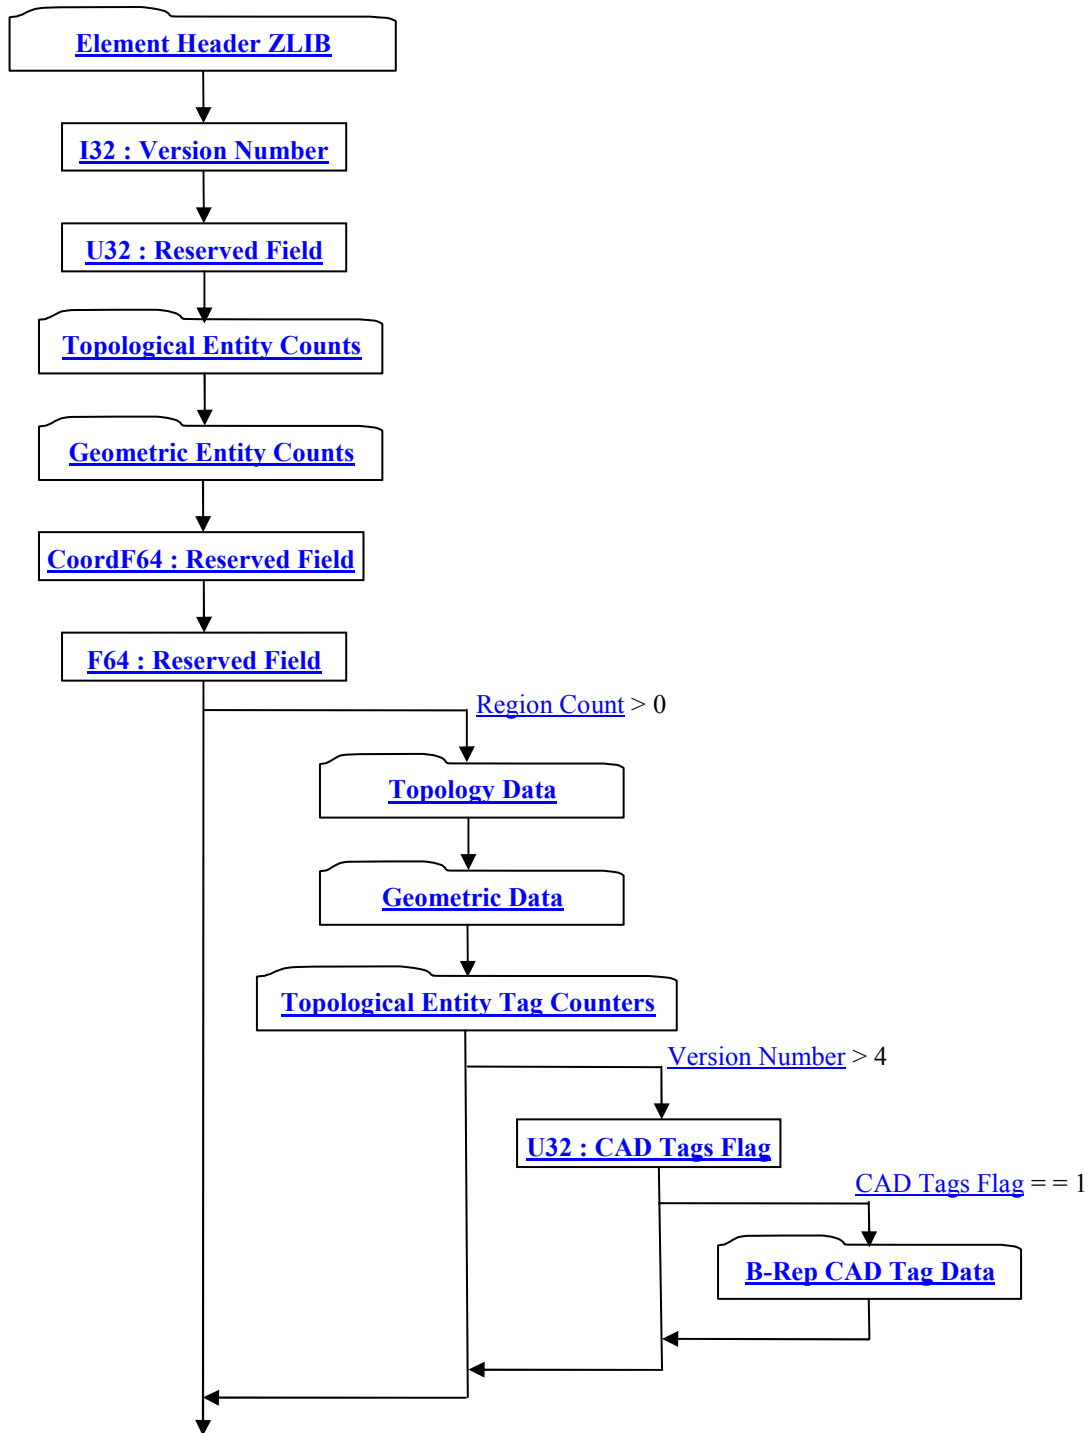 Element Header ZLIB
I32 : Version Number
U32 : Reserved Field
Topological Entity Counts
Geometric Entity Counts
CoordF64 : Reserved Field
F64 : Reserved Field
Region Count > 0
Topology Data
Geometric Data
Topological Entity Tag Counters
Version Number > 4
U32 : CAD Tags Flag
CAD Tags Flag = = 1
B-Rep CAD Tag Data